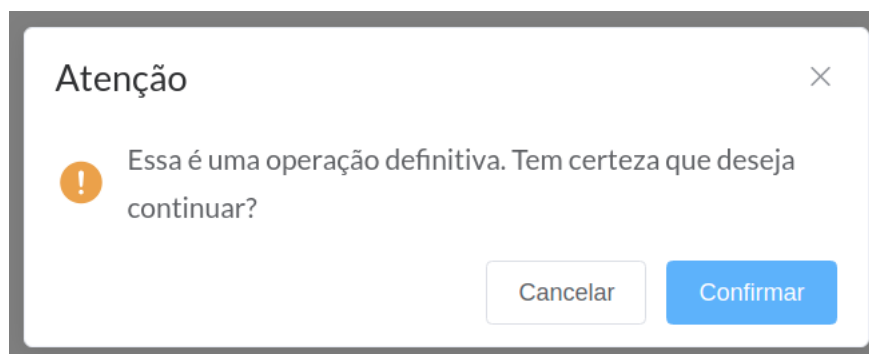 Atenção
Essa é uma operação definitiva. Tem certeza que deseja
continuar?
Cancelar
Confirmar